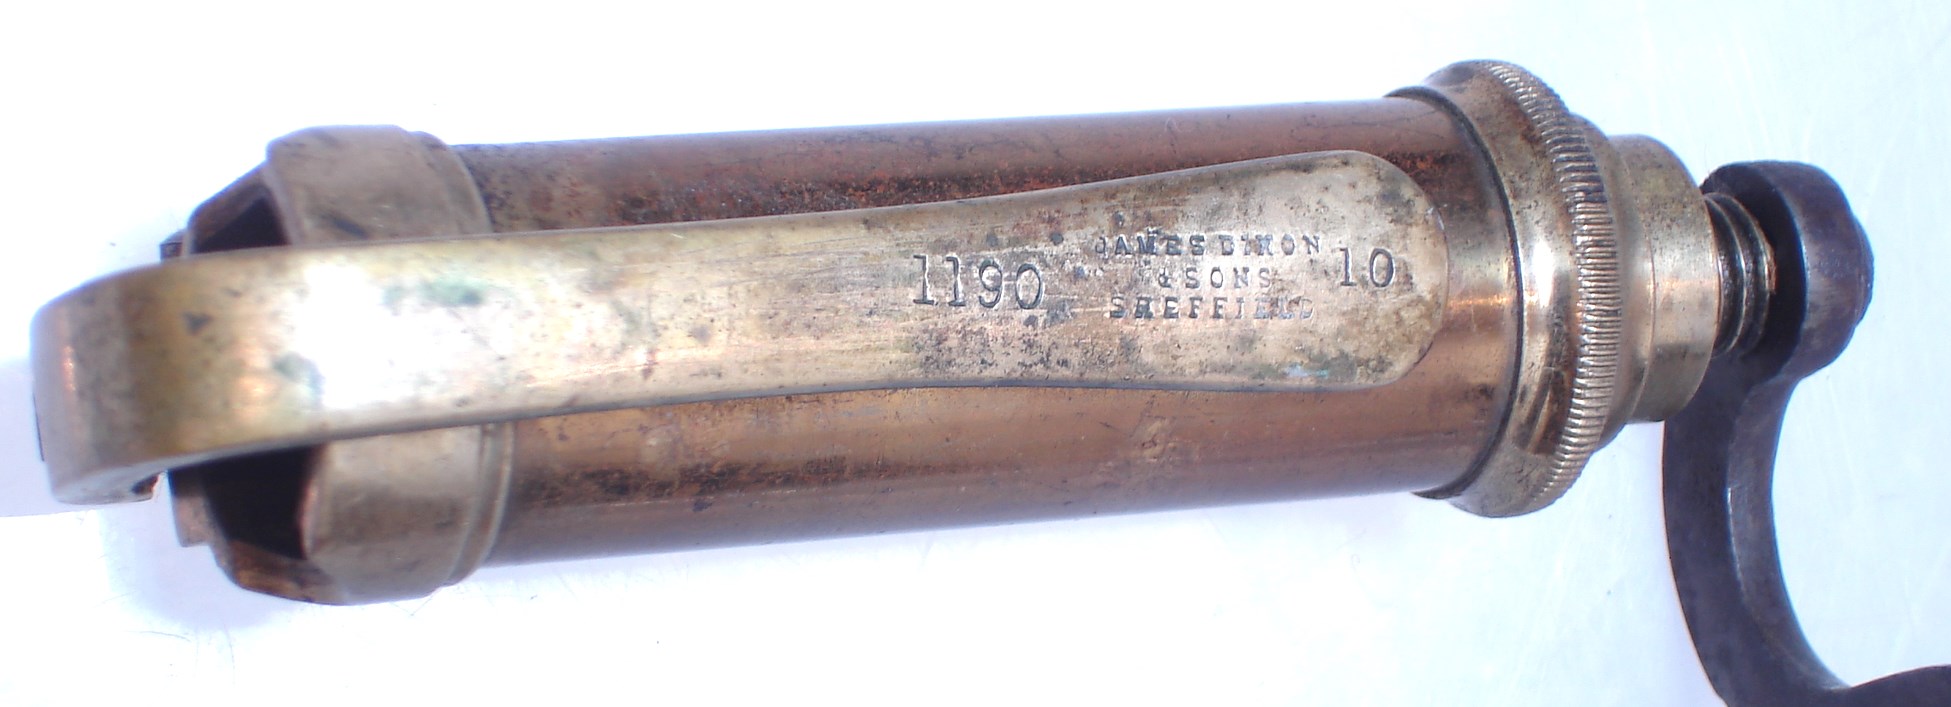 1190
JAMES DIXON
& SONS
SHEFFIELD
10